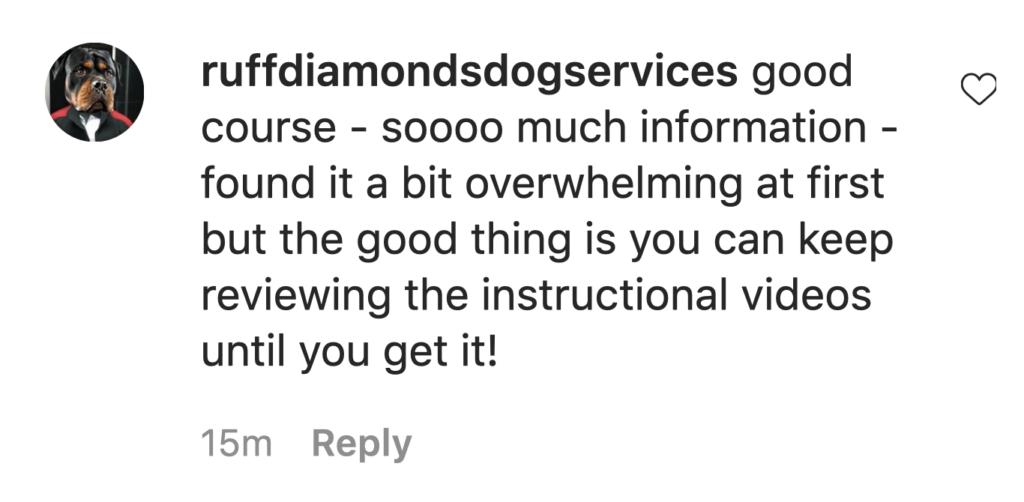 ruffdiamondsdogservices good
course - soooo much information -
found it a bit overwhelming at first
but the good thing is you can keep
reviewing the instructional videos
until you get it!
15m Reply